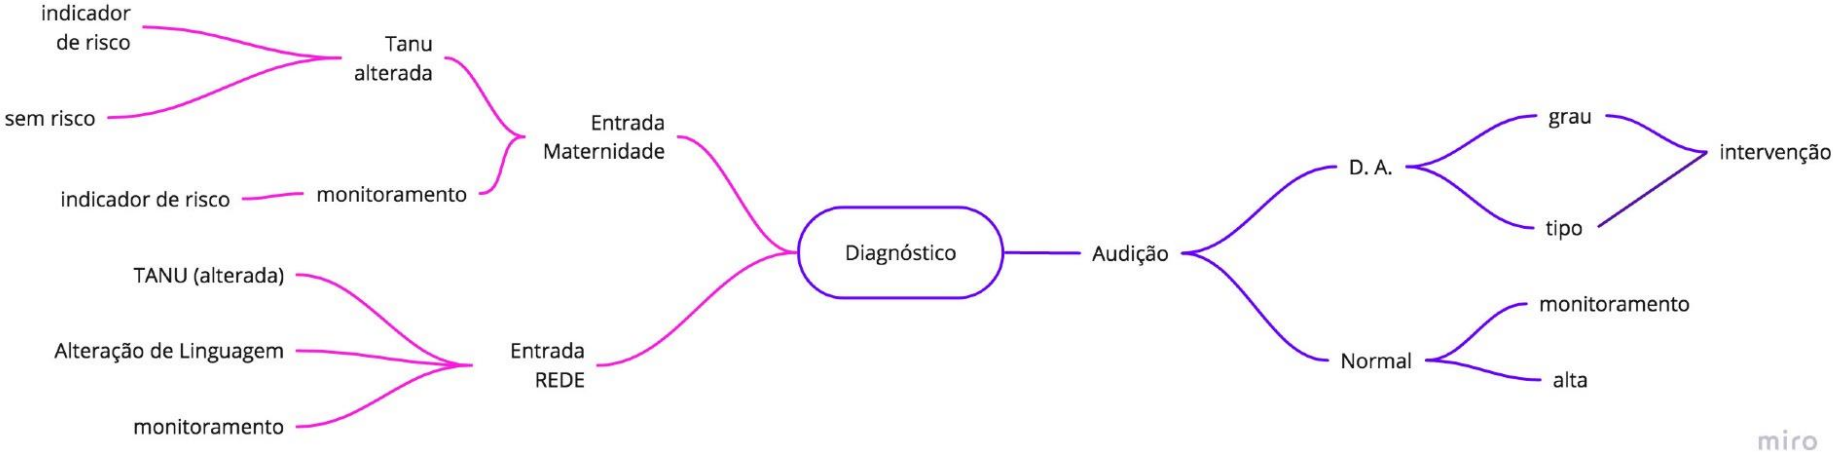 indicador
de risco
Tanu
alterada
sem risco
Entrada
Maternidade
indicador de risco
monitoramento
TANU (alterada)
Alteração de Linguagem
monitoramento
Entrada
REDE
Diagnóstico
Audição
D. A.
grau
tipo
intervenção
Normal
monitoramento
alta
miro